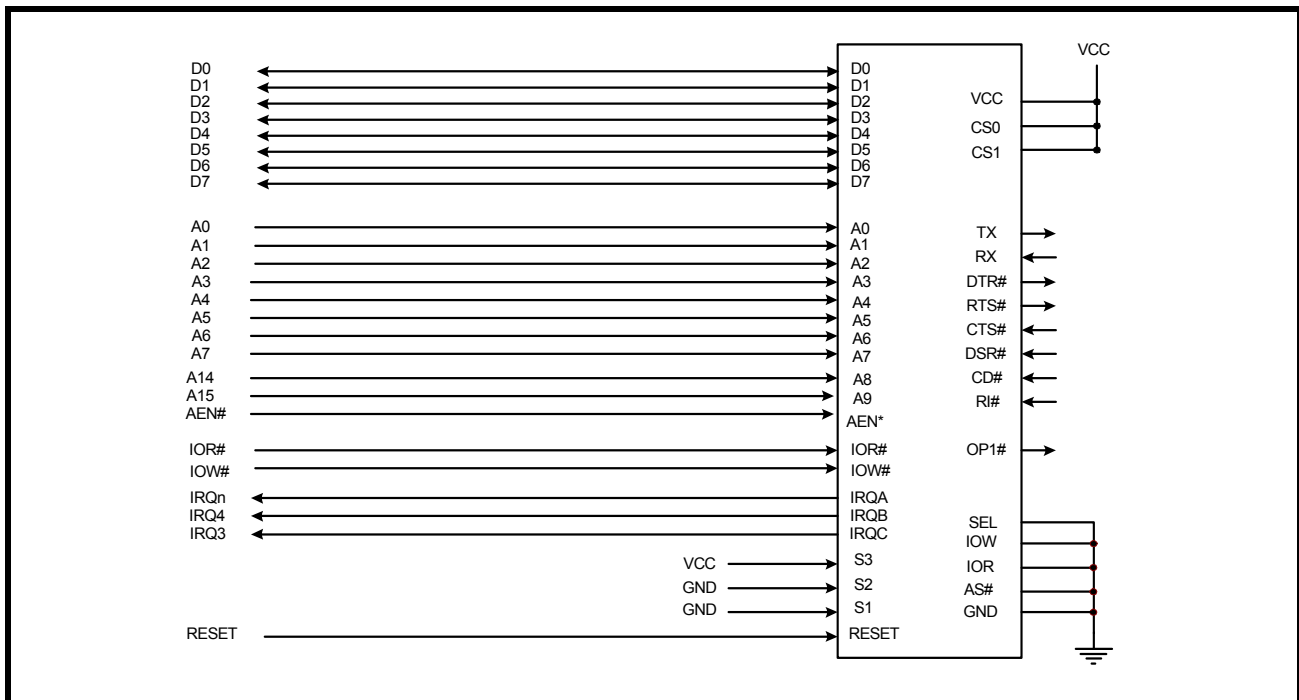 VCC
D0 D0
D1 D1
D2 D2 VCC
D3 D3 CS0
D4 D4
D5 D5 CS1
D6 D6
D7 D7
A0 A0 TX
A1 A1
A2 A2 RX
A3 A3 DTR#
A4 A4 RTS#
A5 A5 CTS#
A6 A6
A7 A7 DSR#
A14 A8 CD#
A15 A9 RI#
AEN# AEN*
IOR# IOR# OP1#
IOW# IOW#
IRQn IRQA
IRQ4 IRQB SEL
IRQ3 IRQC IOW
VCC S3 IOR
GND S2 AS#
GND S1 GND
RESET RESET